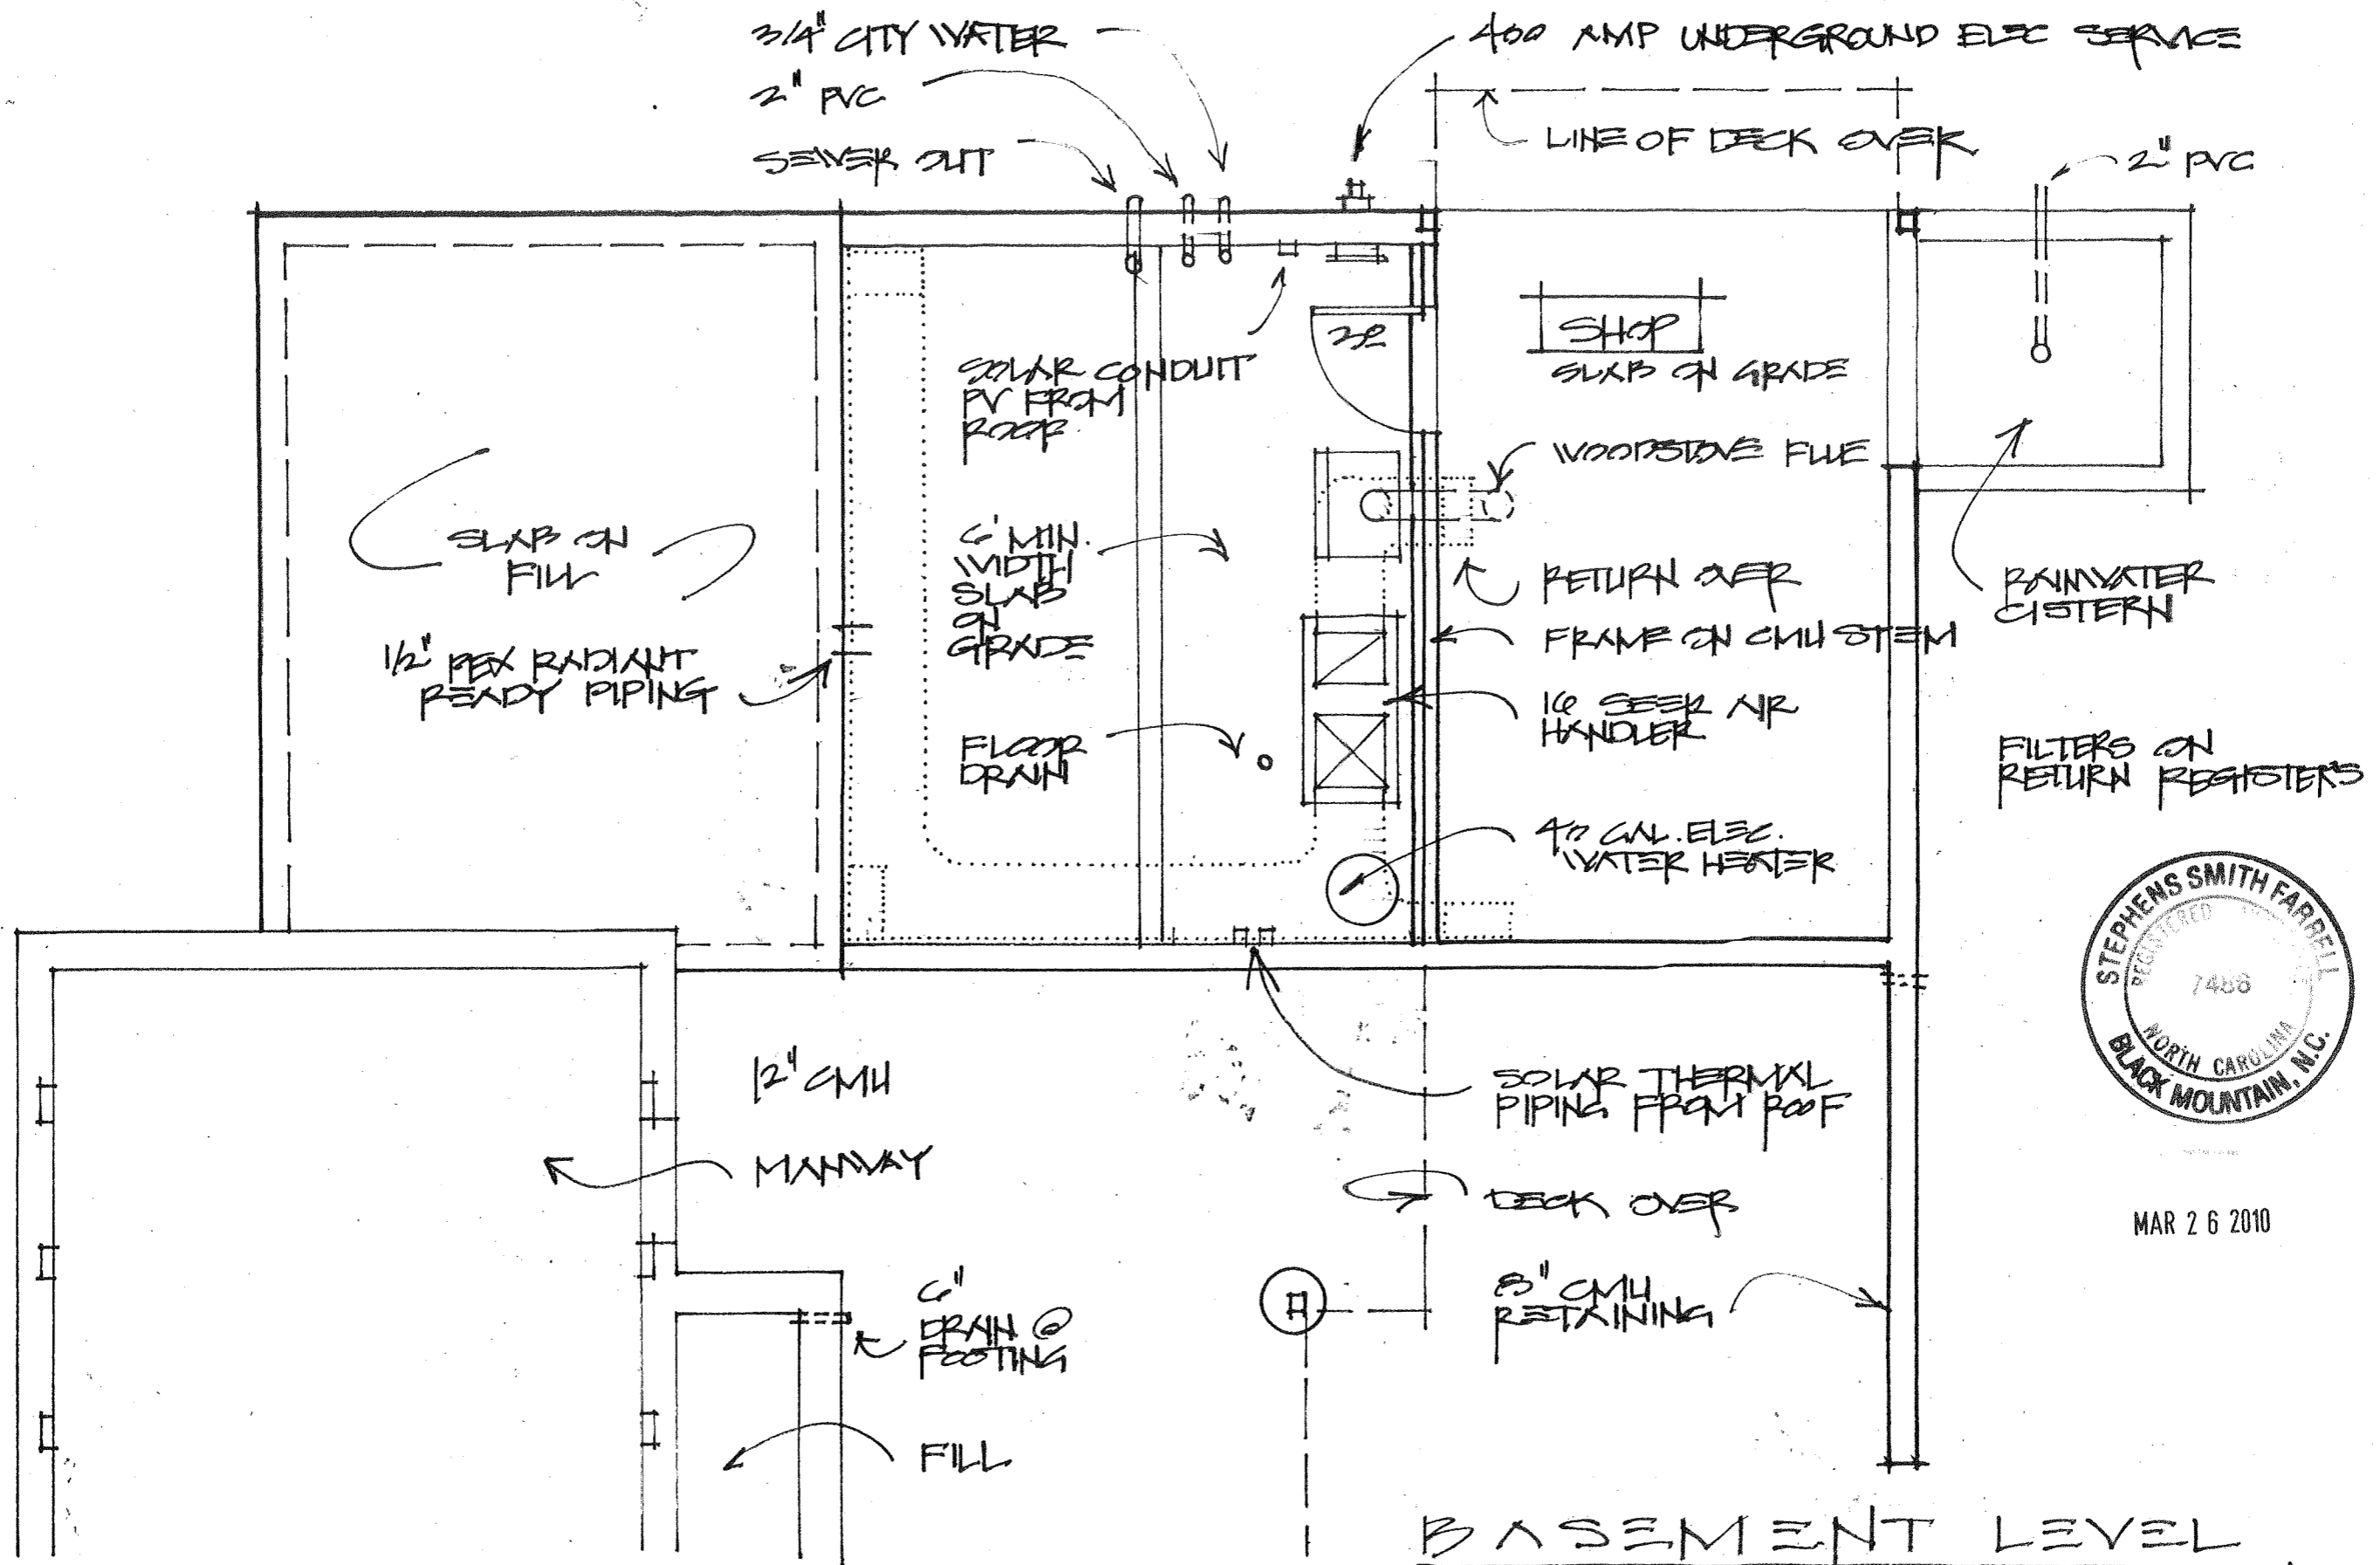 3/4" CITY WATER
2" PVC
SEWER OUT
400 AMP UNDERGROUND ELEC SERVICE
LINE OF DECK OVER
2" PVC
SOLAR CONDUIT
PV FROM
ROOF
SHOP
SLAB ON GRADE
WOODSTOVE FLUE
SLAB ON
FILL
6' MIN.
WIDTH
SLAB
ON
GRADE
RETURN OVER
RAINWATER
CISTERN
FRAME ON CMU STEM
1/2" PEX RADIANT
READY PIPING
16 SEER AIR
HANDLER
FLOOR
DRAIN
FILTERS ON
RETURN REGISTERS
40 GAL. ELEC.
WATER HEATER
STEPHENS SMITH FARRELL
REGISTERED
7486
NORTH CAROLINA
BLACK MOUNTAIN, N.C.
12" CMU
SOLAR THERMAL
PIPING FROM ROOF
MANWAY
DECK OVER
MAR 26 2010
6"
DRAIN @
FOOTING
8" CMU
RETAINING
FILL
BASEMENT LEVEL